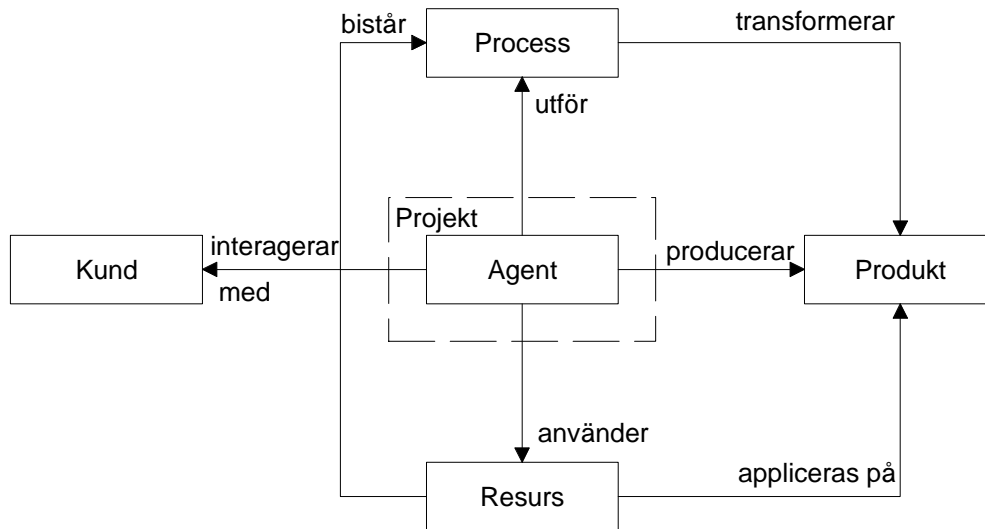 bistår
Process
transformerar
utför
Projekt
interagerar
med
Kund
Agent
producerar
Produkt
använder
Resurs
appliceras på